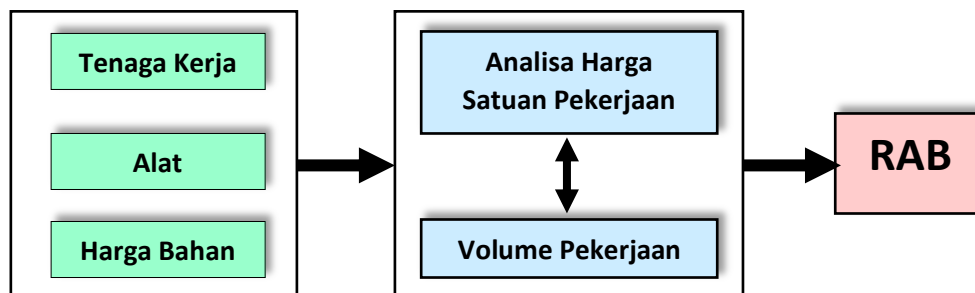 Tenaga Kerja
Alat
Harga Bahan
Analisa Harga
Satuan Pekerjaan
Volume Pekerjaan
RAB